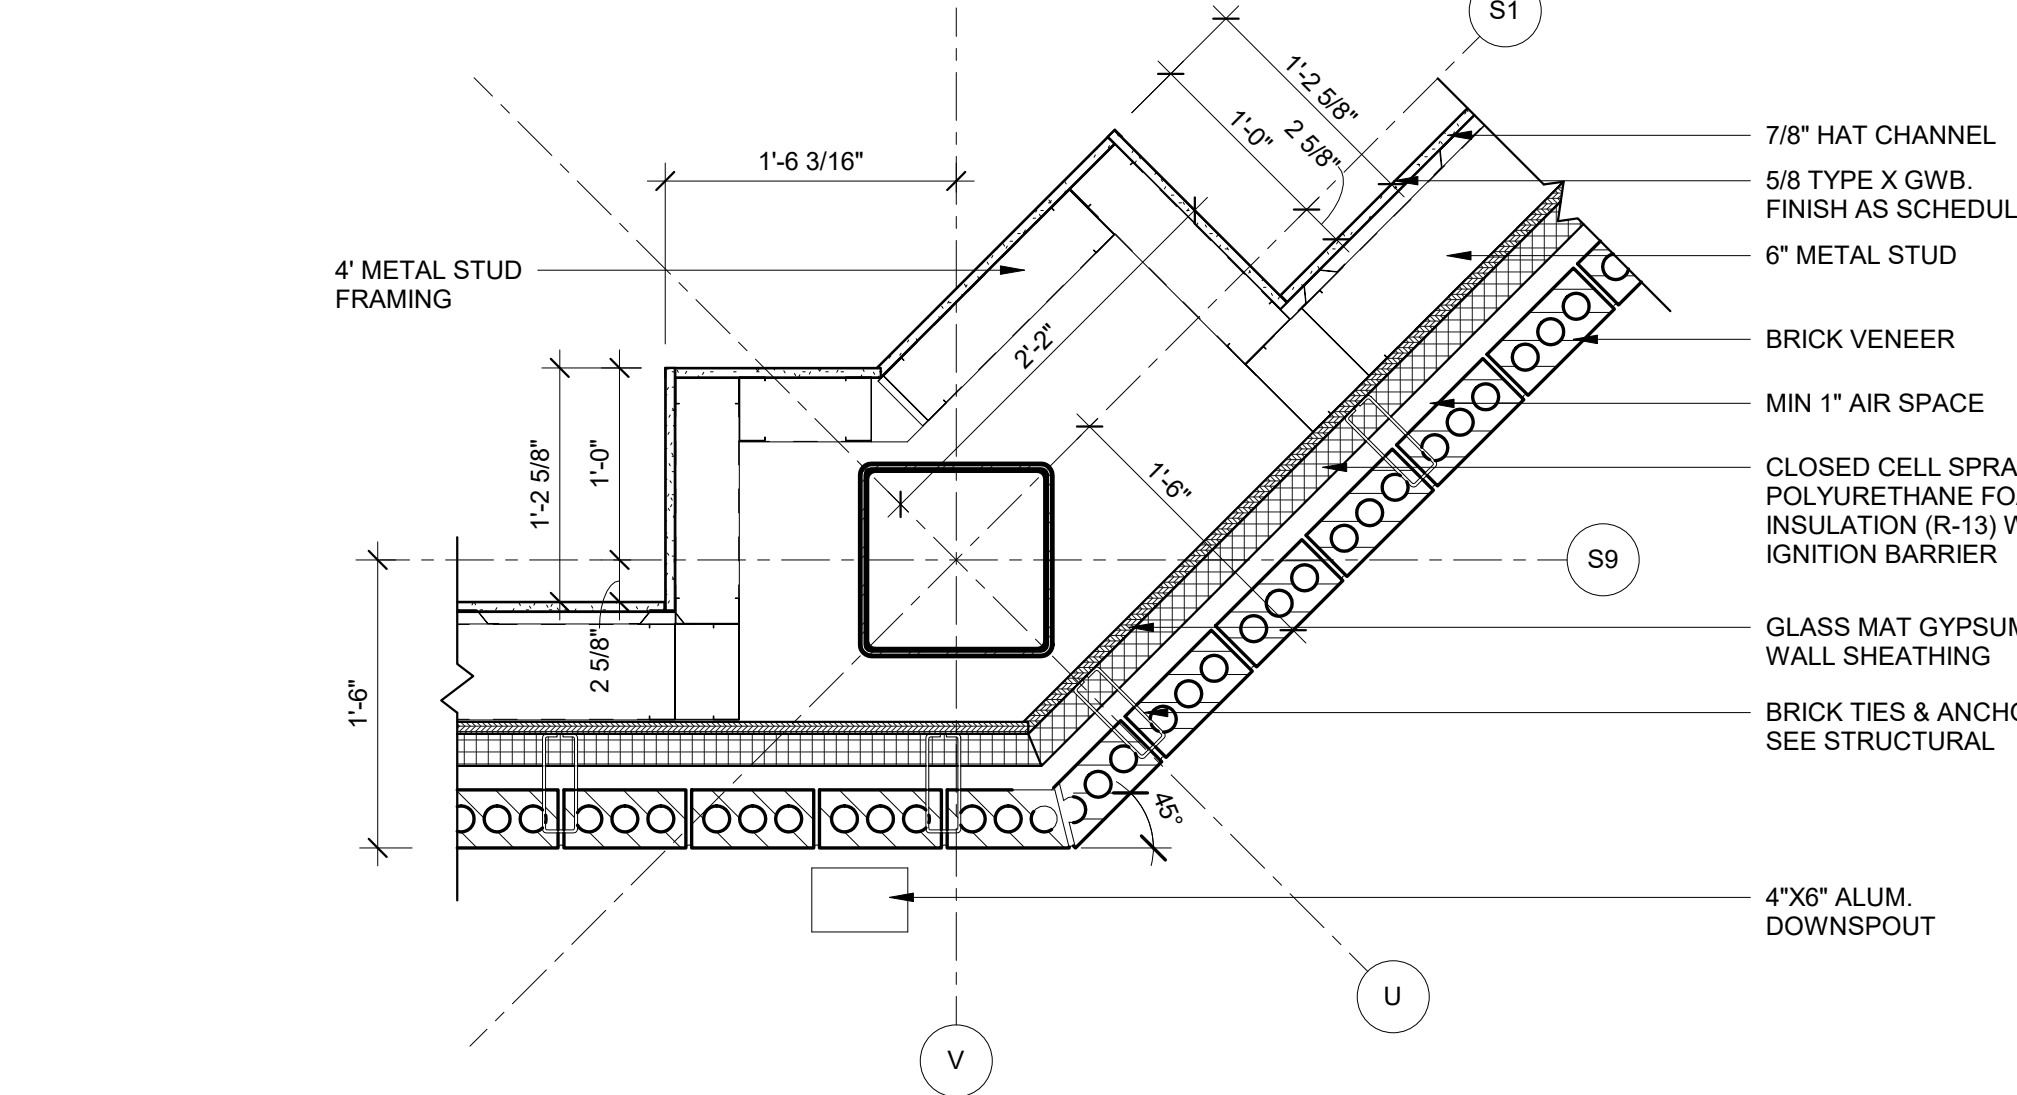 S1
1'-2 5/8"
1'-0"
2 5/8"
7/8" HAT CHANNEL
1'-6 3/16"
5/8 TYPE X GWB.
FINISH AS SCHEDUL
4' METAL STUD
FRAMING
6" METAL STUD
2'-2"
BRICK VENEER
MIN 1" AIR SPACE
1'-2 5/8"
1'-0"
1'-6"
CLOSED CELL SPRA
POLYURETHANE FO
INSULATION (R-13) W
IGNITION BARRIER
S9
2 5/8"
GLASS MAT GYPSUM
WALL SHEATHING
1'-6"
BRICK TIES & ANCHO
SEE STRUCTURAL
45°
4"X6" ALUM.
DOWNSPOUT
U
V